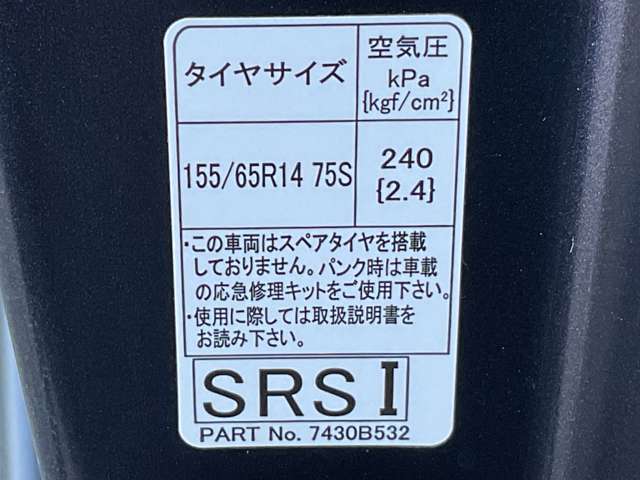 タイヤサイズ
空気圧
kPa
{kgf/cm²}
155/65R14 75S
240
{2.4}
・この車両はスペアタイヤを搭載
しておりません。パンク時は車載
の応急修理キットをご使用下さい。
・使用に際しては取扱説明書を
お読み下さい。
SRS I
PART No. 7430B532